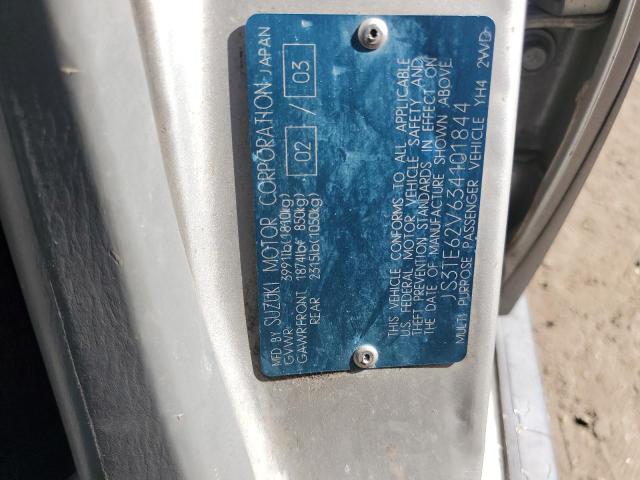 MFD. BY SUZUKI MOTOR CORPORATION JAPAN
GVWR 3991lb(1810kg) 02 / 03
GAWR FRONT 1874lb( 850kg)
REAR 2315lb(1050kg)
THIS VEHICLE CONFORMS TO ALL APPLICABLE
U.S. FEDERAL MOTOR VEHICLE SAFETY AND
THEFT PREVENTION STANDARDS IN EFFECT ON
THE DATE OF MANUFACTURE SHOWN ABOVE.
JS3TE62V634101844
MULTI PURPOSE PASSENGER VEHICLE YH4 2WD